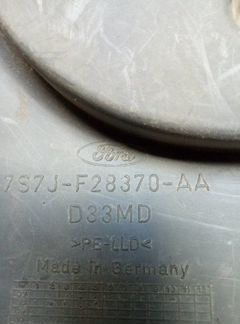 Ford
7S7J-F28370-AA
D33MD
>PE-LLD<
Made in Germany